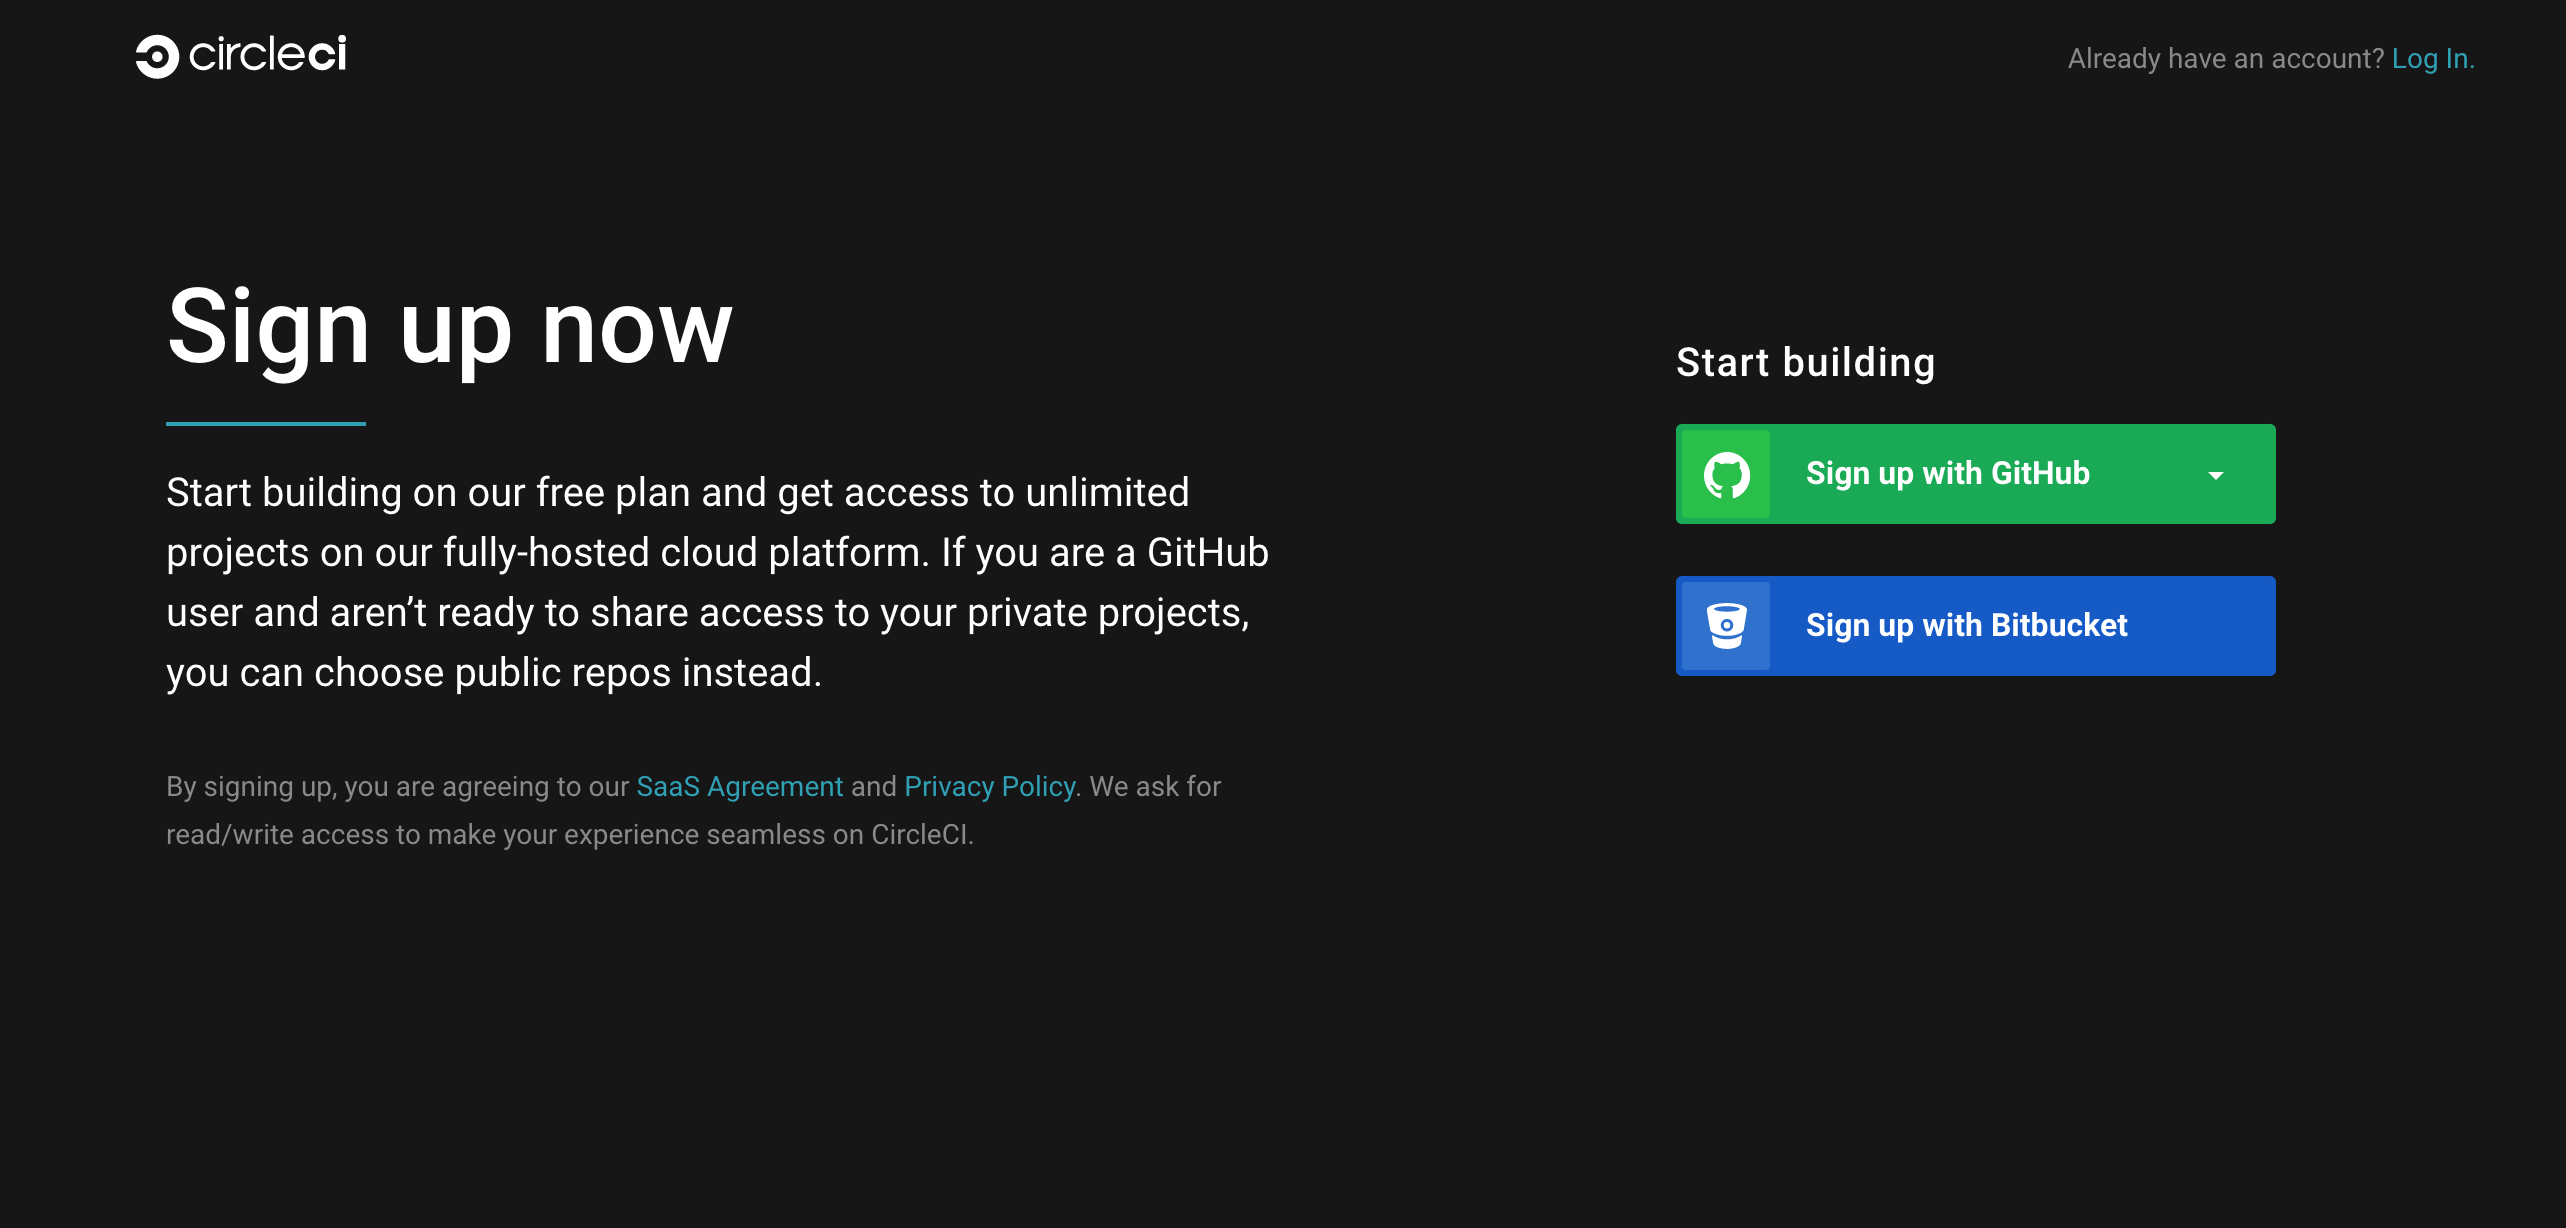 circleci
Already have an account? Log In.
Sign up now
Start building on our free plan and get access to unlimited
projects on our fully-hosted cloud platform. If you are a GitHub
user and aren’t ready to share access to your private projects,
you can choose public repos instead.
By signing up, you are agreeing to our SaaS Agreement and Privacy Policy. We ask for
read/write access to make your experience seamless on CircleCI.
Start building
Sign up with GitHub
Sign up with Bitbucket